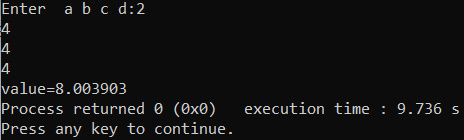 Enter  a b c d:2
4
4
4
value=8.003903
Process returned 0 (0x0)   execution time : 9.736 s
Press any key to continue.